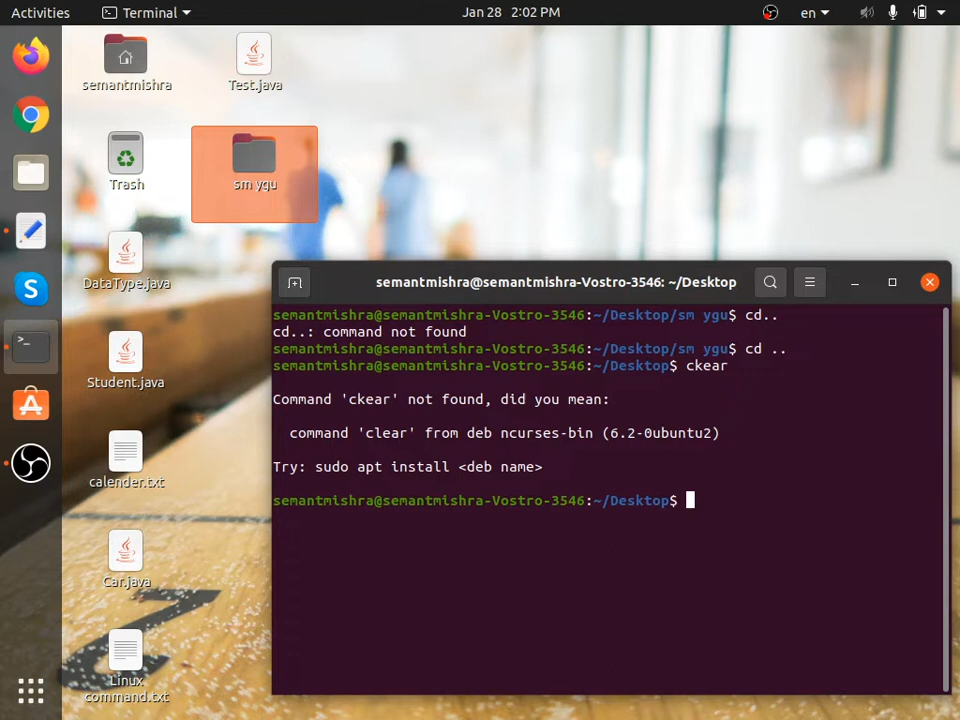 Activities
Terminal
Jan 28 2:02 PM
en
semantmishra
Test.java
Trash
sm ygu
DataType.java
Student.java
calender.txt
Car.java
Linux
command.txt
semantmishra@semantmishra-Vostro-3546: ~/Desktop
semantmishra@semantmishra-Vostro-3546:~/Desktop/sm ygu$ cd..
cd..: command not found
semantmishra@semantmishra-Vostro-3546:~/Desktop/sm ygu$ cd ..
semantmishra@semantmishra-Vostro-3546:~/Desktop$ ckear
Command 'ckear' not found, did you mean:
command 'clear' from deb ncurses-bin (6.2-0ubuntu2)
Try: sudo apt install <deb name>
semantmishra@semantmishra-Vostro-3546:~/Desktop$